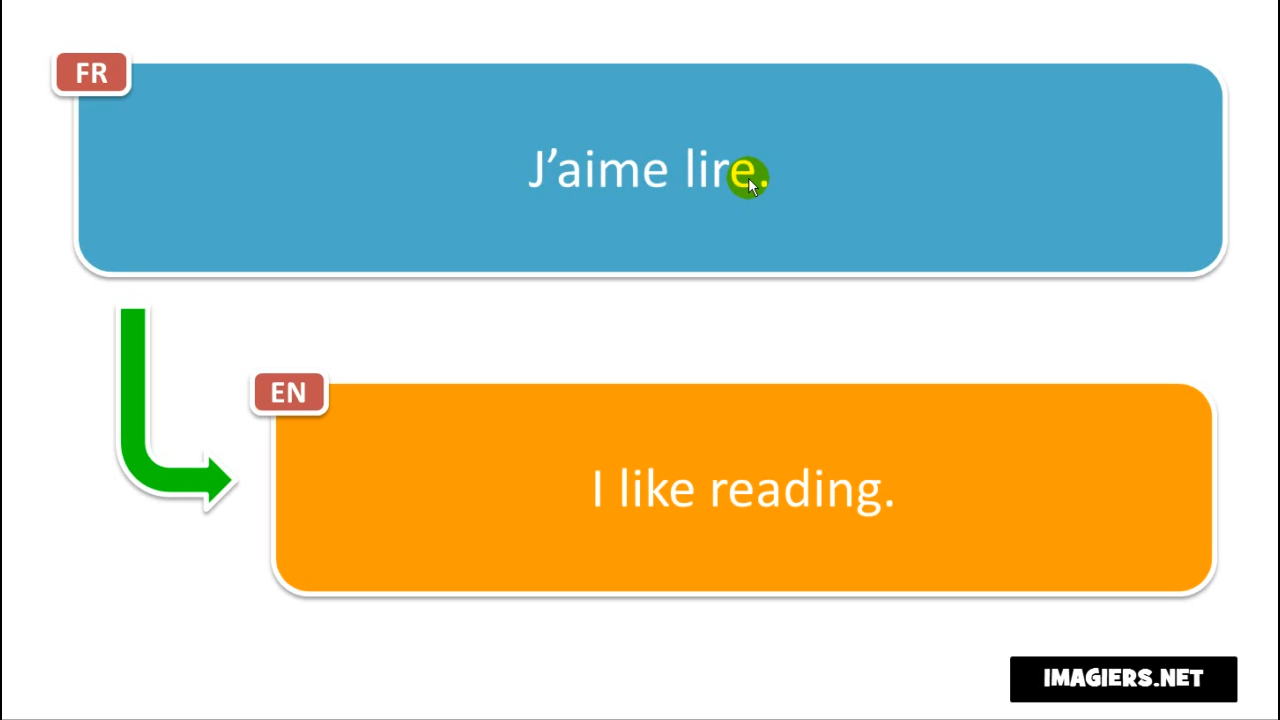 FR
J’aime lire.
EN
I like reading.
IMAGIERS.NET